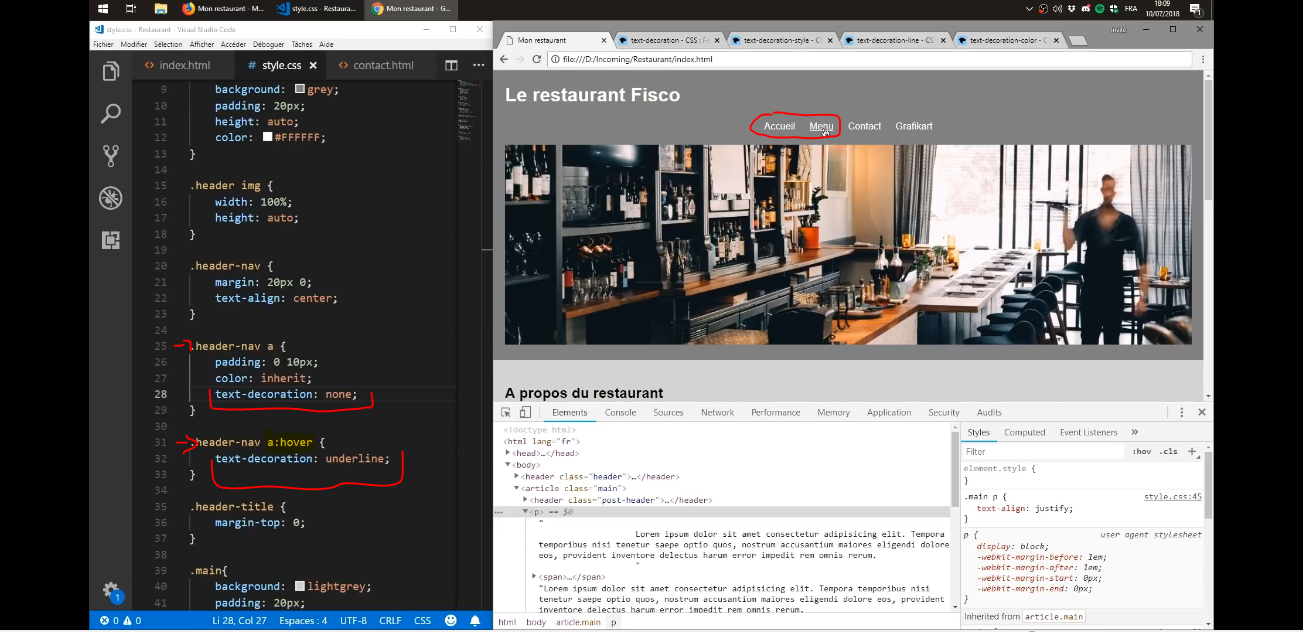 Mon restaurant - M...
style.css - Restaura...
Mon restaurant - G...
FRA
18:09
10/07/2018
style.css - Restaurant - Visual Studio Code
Fichier Modifier Sélection Afficher Accéder Déboguer Tâches Aide
index.html # style.css contact.html
9 background: grey;
10 padding: 20px;
11 height: auto;
12 color: #FFFFFF;
13 }
14
15 .header img {
16 width: 100%;
17 height: auto;
18 }
19
20 .header-nav {
21 margin: 20px 0;
22 text-align: center;
23 }
24
25 .header-nav a {
26 padding: 0 10px;
27 color: inherit;
28 text-decoration: none;
29 }
30
31 .header-nav a:hover {
32 text-decoration: underline;
33 }
34
35 .header-title {
36 margin-top: 0;
37 }
38
39 .main{
40 background: lightgrey;
41 padding: 20px;
1
0 0 Li 28, Col 27 Espaces : 4 UTF-8 CRLF CSS
Mon restaurant
text-decoration - CSS : F
text-decoration-style - C
text-decoration-line - CS
text-decoration-color - C
Invité
file:///D:/Incoming/Restaurant/index.html
Le restaurant Fisco
Accueil Menu Contact Grafikart
A propos du restaurant
Elements Console Sources Network Performance Memory Application Security Audits
<!doctype html>
<html lang="fr">
<head>…</head>
<body>
<header class="header">…</header>
<article class="main">
<header class="post-header">…</header>
<p> == $0
"
Lorem ipsum dolor sit amet consectetur adipisicing elit. Tempora
temporibus nisi tenetur saepe optio quos, nostrum accusantium maiores eligendi dolore
eos, provident inventore delectus harum error impedit rem omnis rerum.
"
<span>…</span>
"Lorem ipsum dolor sit amet consectetur adipisicing elit. Tempora
temporibus nisi tenetur saepe optio quos, nostrum accusantium maiores eligendi dolore
eos, provident inventore delectus harum error impedit rem omnis rerum.
html body article.main p
Styles Computed Event Listeners »
Filter :hov .cls +
element.style {
}
.main p { style.css:45
text-align: justify;
}
p { user agent stylesheet
display: block;
-webkit-margin-before: 1em;
-webkit-margin-after: 1em;
-webkit-margin-start: 0px;
-webkit-margin-end: 0px;
}
Inherited from article.main